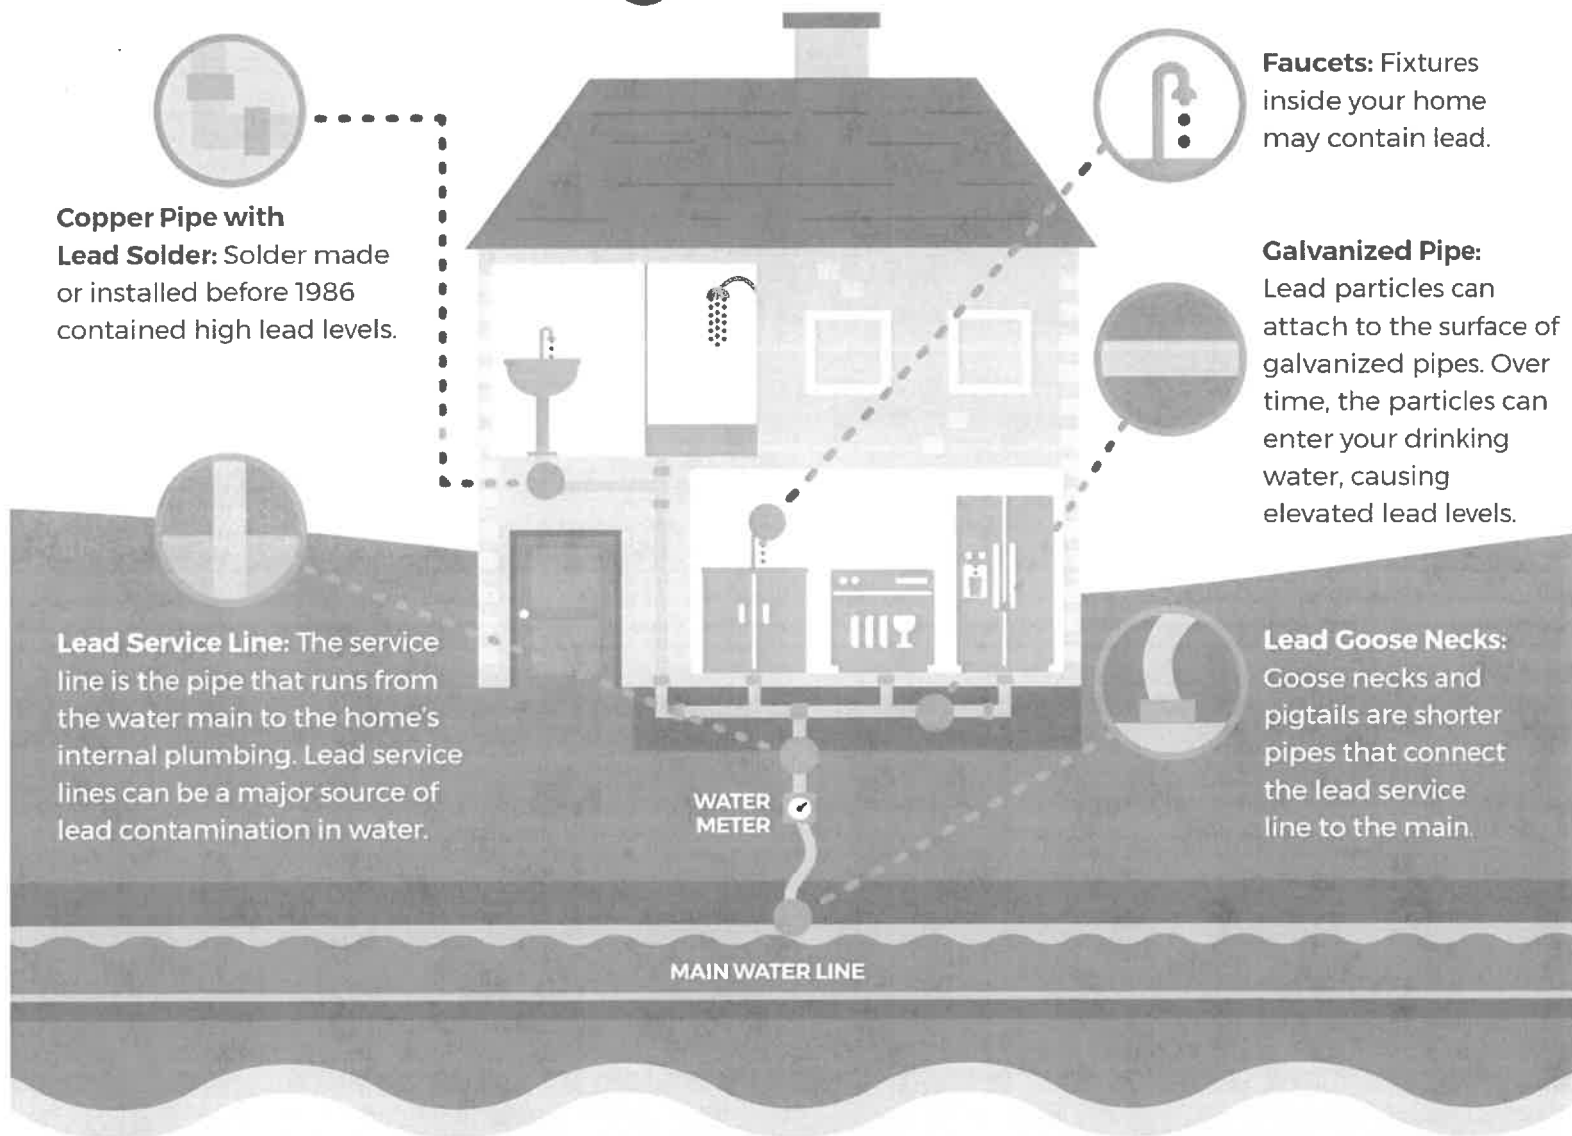 Copper Pipe with
Lead Solder: Solder made
or installed before 1986
contained high lead levels.
Faucets: Fixtures
inside your home
may contain lead.
Galvanized Pipe:
Lead particles can
attach to the surface of
galvanized pipes. Over
time, the particles can
enter your drinking
water, causing
elevated lead levels.
Lead Service Line: The service
line is the pipe that runs from
the water main to the home's
internal plumbing. Lead service
lines can be a major source of
lead contamination in water.
Lead Goose Necks:
Goose necks and
pigtails are shorter
pipes that connect
the lead service
line to the main.
WATER
METER
MAIN WATER LINE